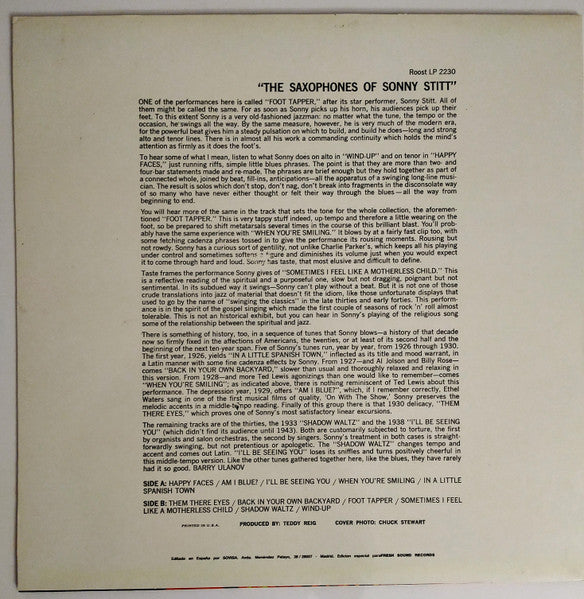 Roost LP 2230
"THE SAXOPHONES OF SONNY STITT"
ONE of the performances here is called "FOOT TAPPER," after its star performer, Sonny Stitt. All of
them might be called the same. For as soon as Sonny picks up his horn, his audiences pick up their
feet. To this extent Sonny is a very old-fashioned jazzman: no matter what the tune, the tempo or the
occasion, he swings all the way. By the same measure, however, he is very much of the modern era,
for the powerful beat gives him a steady pulsation on which to build, and build he does—long and strong
alto and tenor lines. There is in almost all his work a commanding continuity which holds the mind's
attention as firmly as it does the foot's.
To hear some of what I mean, listen to what Sonny does on alto in "WIND-UP" and on tenor in "HAPPY
FACES," just running riffs, simple little blues phrases. The point is that they are more than two and
four-bar statements made and re-made. The phrases are brief enough but they hold together as part of
a connected whole, joined by beat, fill-ins, anticipations—all the apparatus of a swinging long-line musi-
cian. The result is solos which don't stop, don't nag, don't break into fragments in the disconsolate way
of so many who have never either thought or felt their way through the blues—all the way from
beginning to end.
You will hear more of the same in the track that sets the tone for the whole collection, the aforemen-
tioned "FOOT TAPPER." This is very tappy stuff indeed, up-tempo and therefore a little wearing on the
foot, so be prepared to shift metatarsals several times in the course of this brilliant blast. You'll prob-
ably have the same experience with "WHEN YOU'RE SMILING." It blows by at a fairly fast clip too, with
some fetching cadenza phrases tossed in to give the performance its rousing moments. Rousing but
not rowdy. Sonny has a curious sort of gentility, not unlike Charlie Parker's, which keeps all his playing
under control and sometimes softens a figure and diminishes its volume just when you would expect
it to come through hard and loud. Sonny has taste, that most elusive and difficult to define.
Taste frames the performance Sonny gives of "SOMETIMES I FEEL LIKE A MOTHERLESS CHILD." This
is a reflective reading of the spiritual and a purposeful one, slow but not dragging, poignant but not
sentimental. In its subdued way it swings—Sonny can't play without a beat. But it is not one of those
crude translations into jazz of material that doesn't fit the idiom, like those unfortunate displays that
used to go by the name of "swinging the classics" in the late thirties and early forties. This perform-
ance is in the spirit of the gospel singing which made the first couple of seasons of rock 'n' roll almost
tolerable. This is not an historical exhibit, but you can hear in Sonny's playing of the religious song
some of the relationship between the spiritual and jazz.
There is something of history, too, in a sequence of tunes that Sonny blows—a history of that decade
now so firmly fixed in the affections of Americans, the twenties, or at least of its second half and the
beginning of the next ten-year span. Five of Sonny's tunes run, year by year, from 1926 through 1930.
The first year, 1926, yields "IN A LITTLE SPANISH TOWN," inflected as its title and mood warrant, in
a Latin manner with some fine cadenza effects by Sonny. From 1927—and Al Jolson and Billy Rose—
comes "BACK IN YOUR OWN BACKYARD," slower than usual and thoroughly relaxed and relaxing in
this version. From 1928—and more Ted Lewis agonizings than one would like to remember—comes
"WHEN YOU'RE SMILING"; as indicated above, there is nothing reminiscent of Ted Lewis about this
performance. The depression year, 1929, offers "AM I BLUE?", which, if I remember correctly, Ethel
Waters sang in one of the first musical films of quality, 'On With The Show,' Sonny preserves the
melodic accents in a middle-tempo reading. Finally of this group there is that 1930 delicacy, "THEM
THERE EYES," which proves one of Sonny's most satisfactory linear excursions.
The remaining tracks are of the thirties, the 1933 "SHADOW WALTZ" and the 1938 "I'LL BE SEEING
YOU" (which didn't find its audience until 1943). Both are customarily subjected to torture, the first
by organists and salon orchestras, the second by singers. Sonny's treatment in both cases is straight-
forwardly swinging, but not pretentious or apologetic. The "SHADOW WALTZ" changes tempo and
accent and comes out Latin. "I'LL BE SEEING YOU" loses its sniffles and turns positively cheerful in
this middle-tempo version. Like the other tunes gathered together here, like the blues, they have rarely
had it so good. BARRY ULANOV
SIDE A: HAPPY FACES / AM I BLUE? / I'LL BE SEEING YOU / WHEN YOU'RE SMILING / IN A LITTLE
SPANISH TOWN
SIDE B: THEM THERE EYES / BACK IN YOUR OWN BACKYARD / FOOT TAPPER / SOMETIMES I FEEL
LIKE A MOTHERLESS CHILD / SHADOW WALTZ / WIND-UP
PRINTED IN U.S.A. PRODUCED BY: TEDDY REIG COVER PHOTO: CHUCK STEWART
Editado en España por SOVISA, Avda. Menéndez Pelayo, 28 / 28007 - Madrid. Edicion especial para FRESH SOUND RECORDS